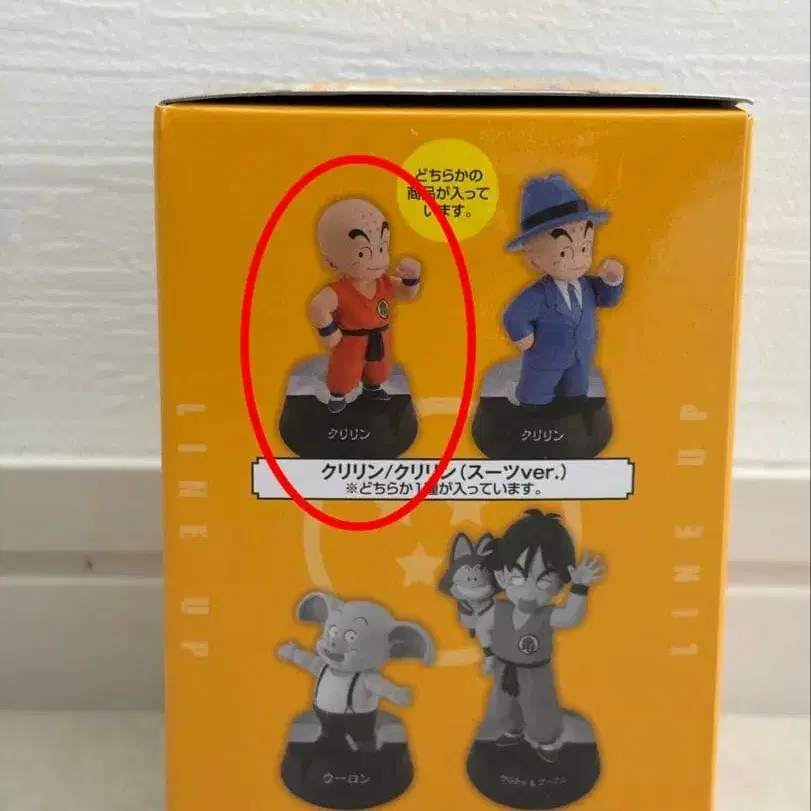 どちらかの
商品が入って
います。
クリリン
クリリン
クリリン/クリリン(スーツver.)
※どちらか1種が入っています。
LINE UP
LINE UP
亀
ウーロン